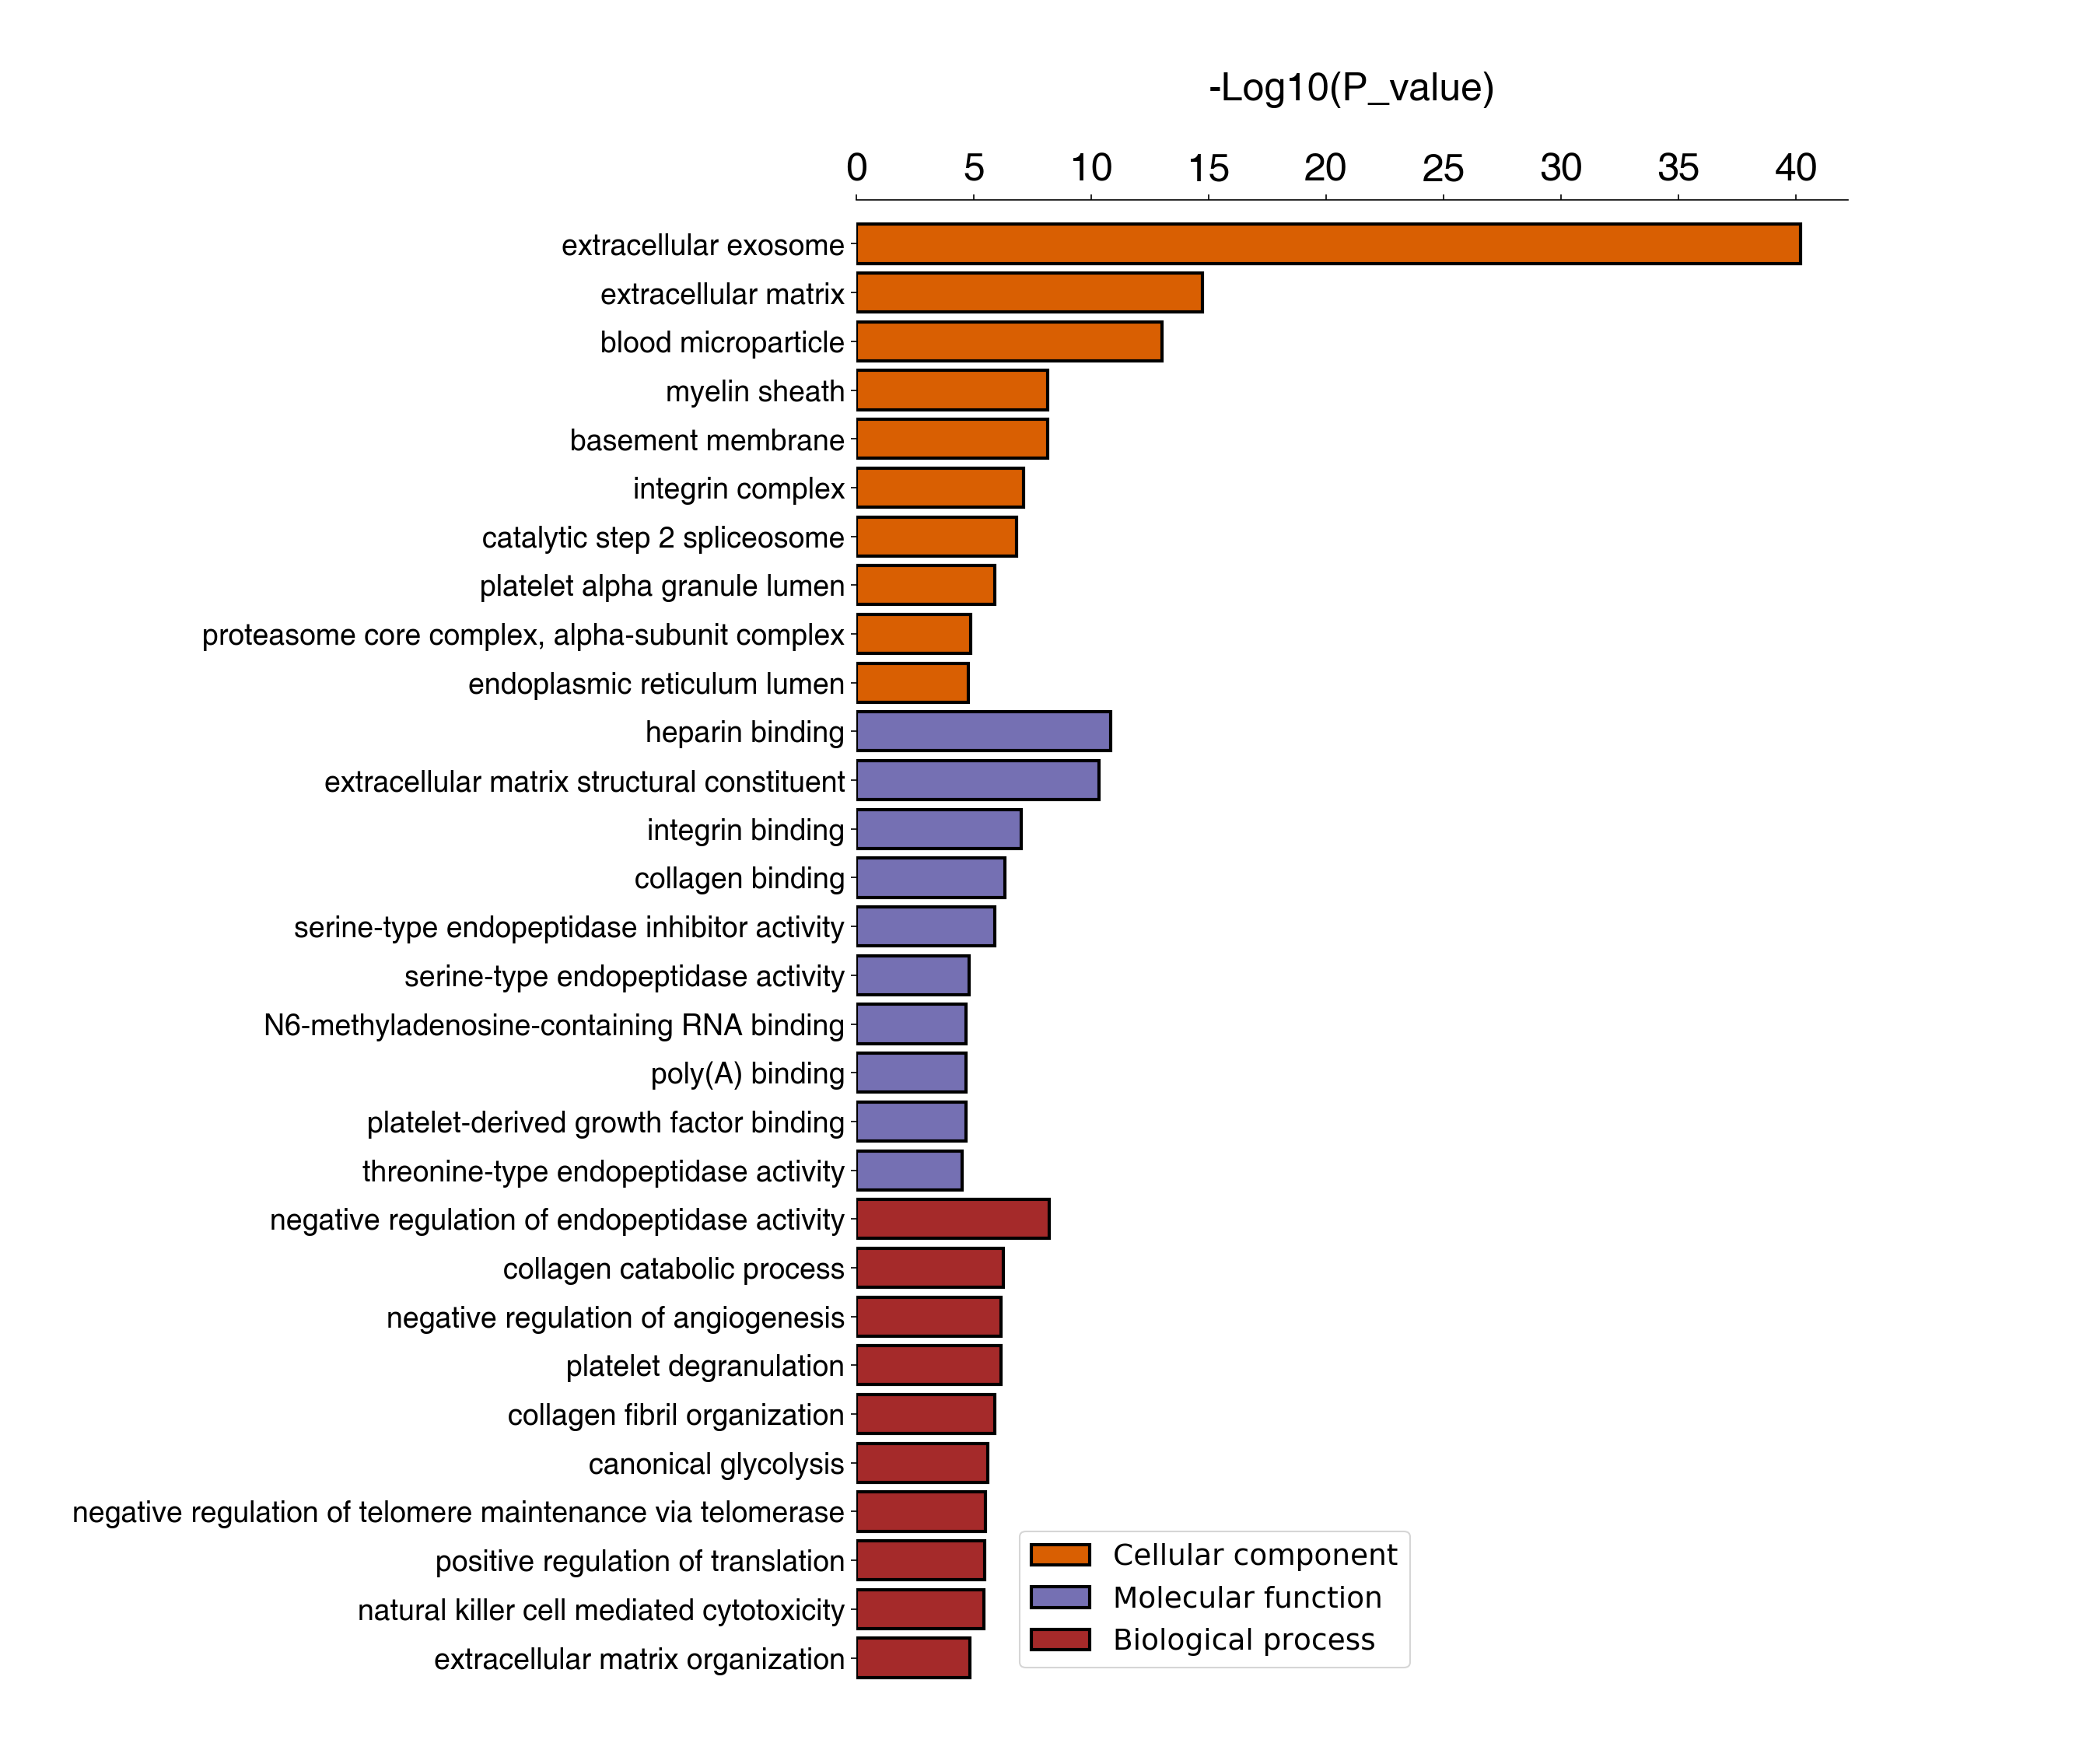 -Log10(P_value)
0 5 10 15 20 25 30 35 40
extracellular exosome
extracellular matrix
blood microparticle
myelin sheath
basement membrane
integrin complex
catalytic step 2 spliceosome
platelet alpha granule lumen
proteasome core complex, alpha-subunit complex
endoplasmic reticulum lumen
heparin binding
extracellular matrix structural constituent
integrin binding
collagen binding
serine-type endopeptidase inhibitor activity
serine-type endopeptidase activity
N6-methyladenosine-containing RNA binding
poly(A) binding
platelet-derived growth factor binding
threonine-type endopeptidase activity
negative regulation of endopeptidase activity
collagen catabolic process
negative regulation of angiogenesis
platelet degranulation
collagen fibril organization
canonical glycolysis
negative regulation of telomere maintenance via telomerase
positive regulation of translation
natural killer cell mediated cytotoxicity
extracellular matrix organization
Cellular component
Molecular function
Biological process